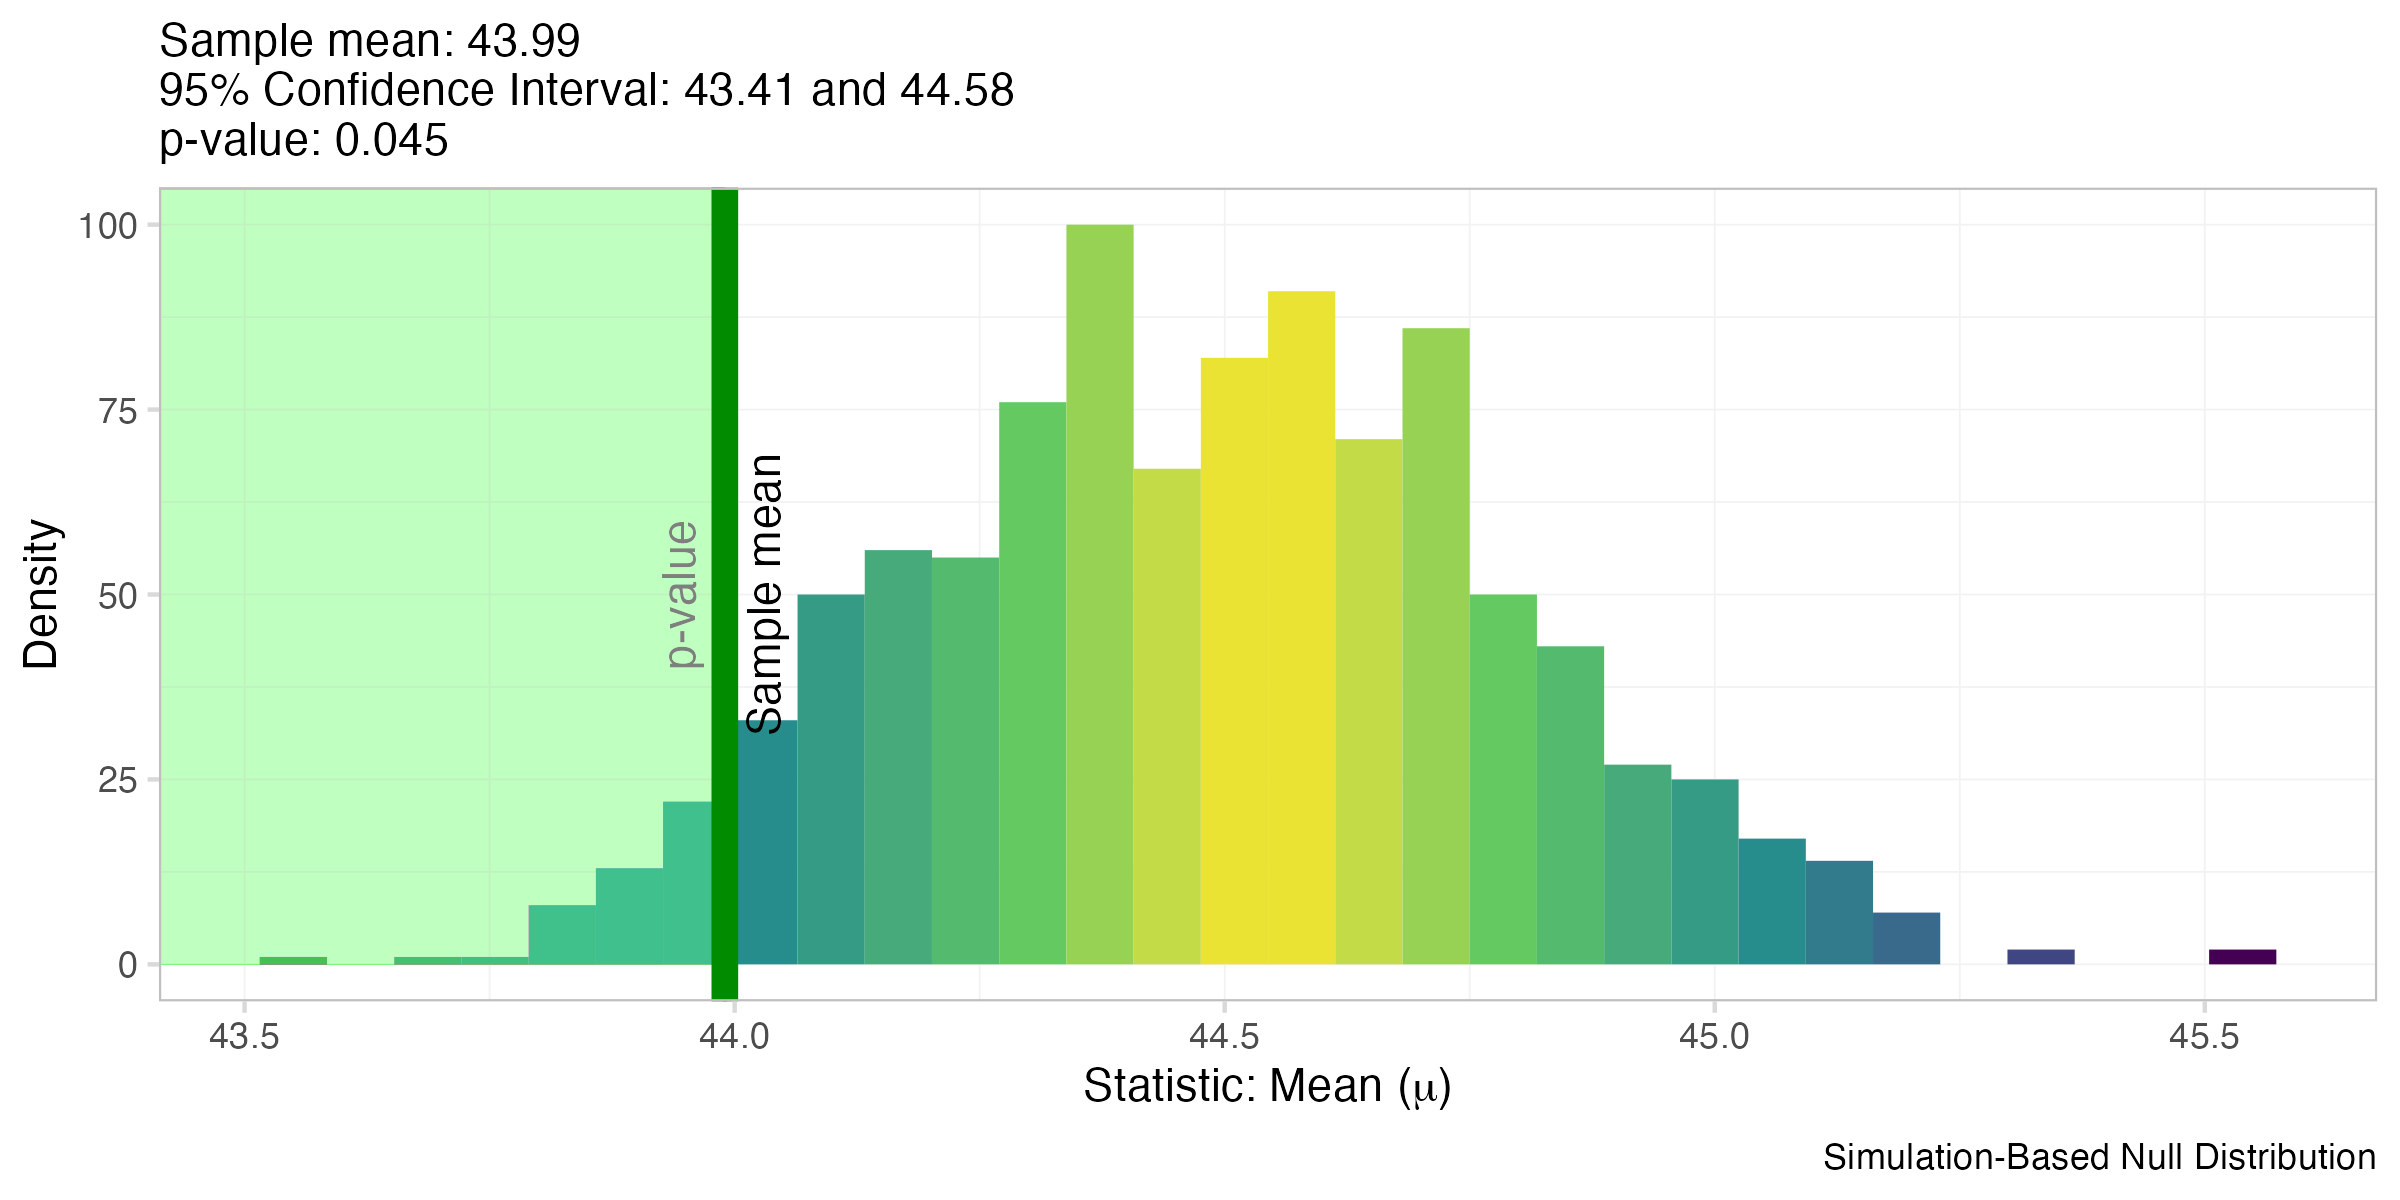 Sample mean: 43.99
95% Confidence Interval: 43.41 and 44.58
p-value: 0.045
Density
100
75
50
25
0
p-value
Sample mean
43.5
44.0
44.5
45.0
45.5
Statistic: Mean (μ)
Simulation-Based Null Distribution